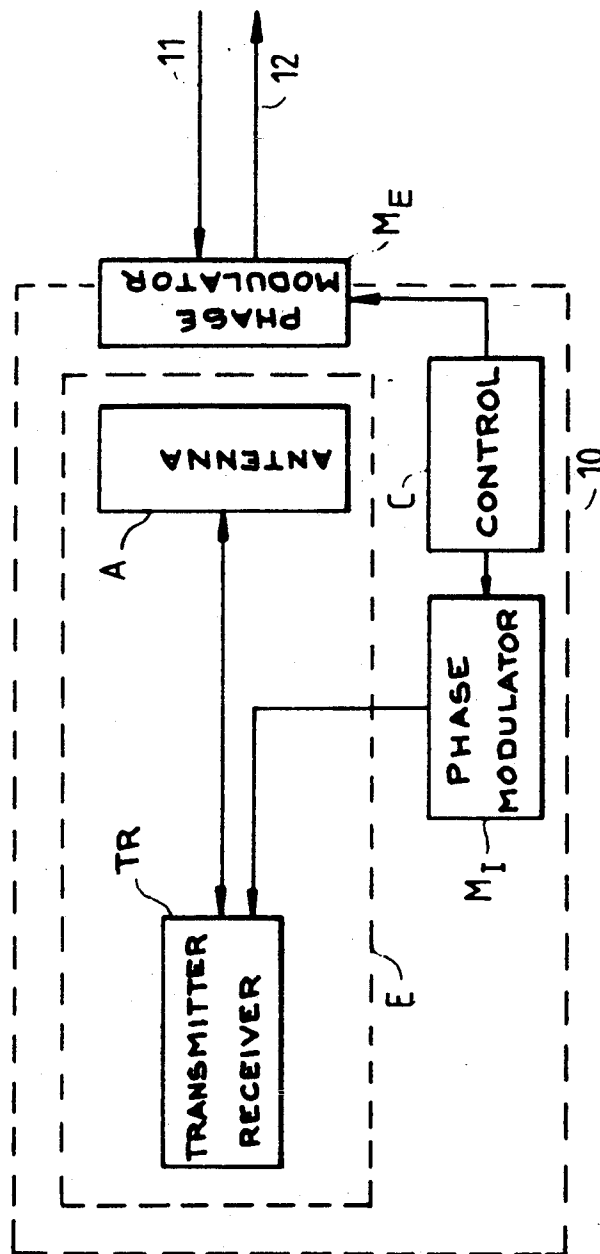 11
12
PHASE
MODULATOR
M_E
ANTENNA
A
TR
TRANSMITTER
RECEIVER
E
C
CONTROL
PHASE
MODULATOR
M_I
10